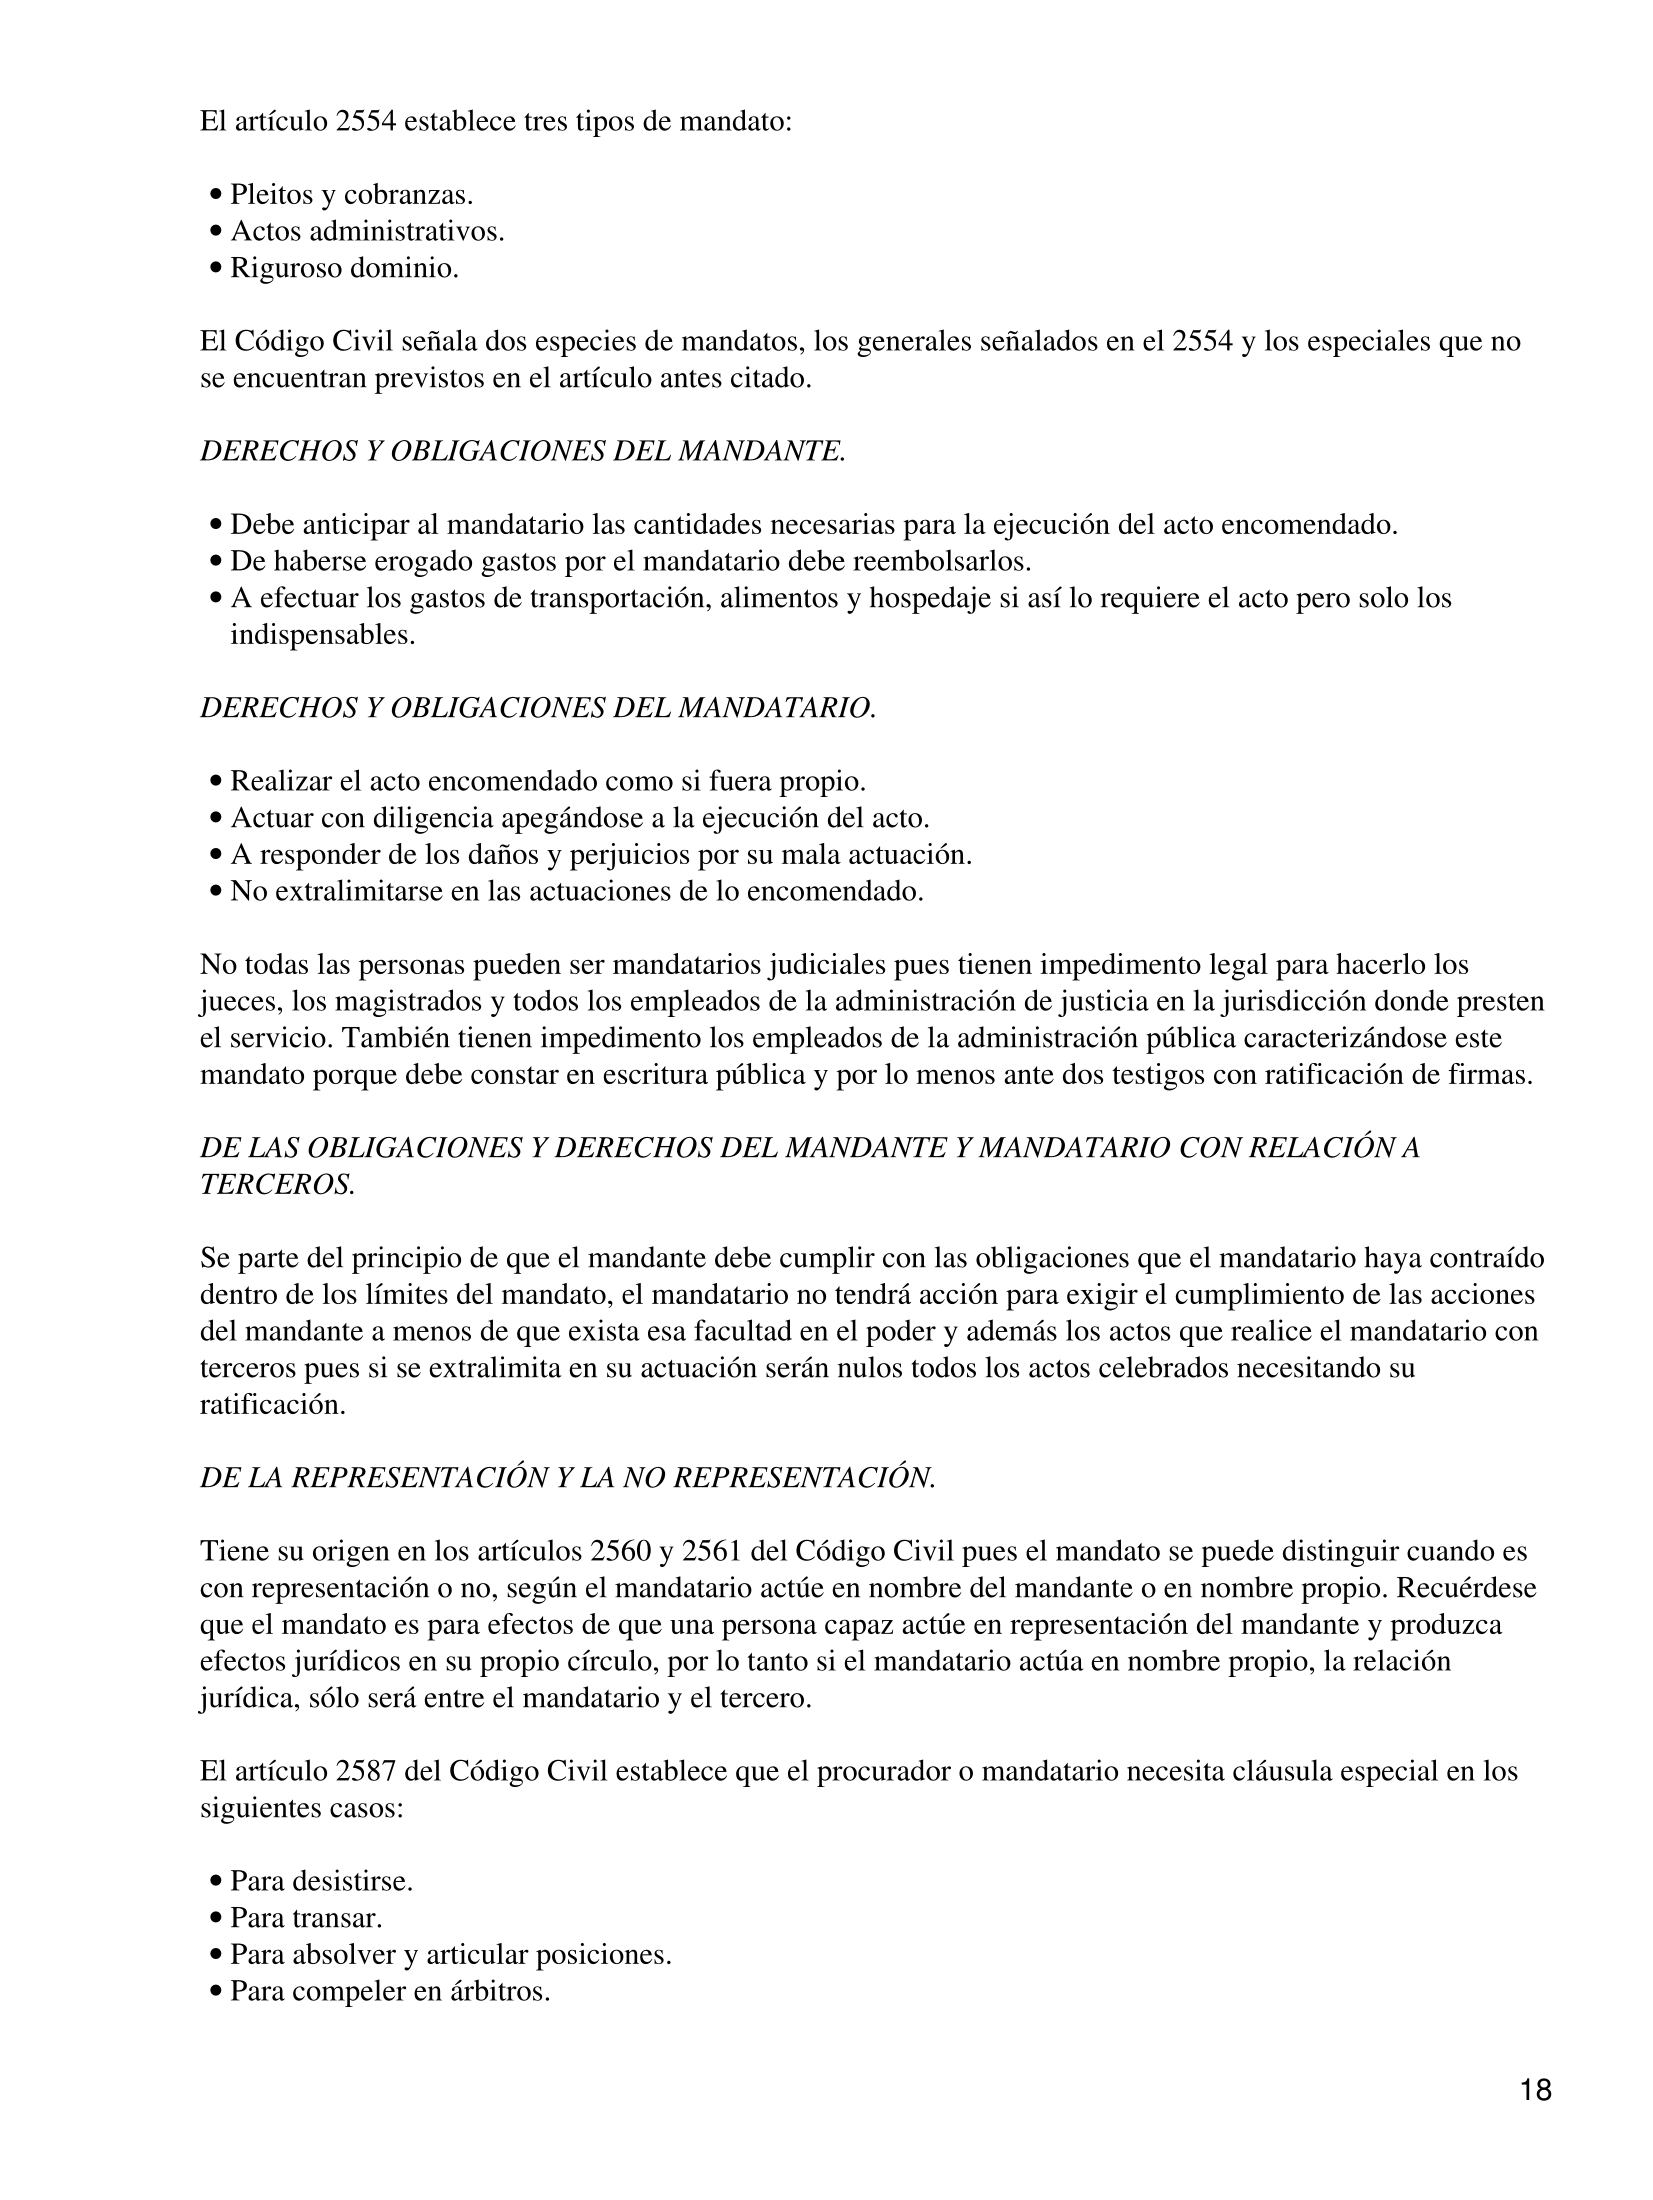 El artículo 2554 establece tres tipos de mandato:
• Pleitos y cobranzas.
• Actos administrativos.
• Riguroso dominio.
El Código Civil señala dos especies de mandatos, los generales señalados en el 2554 y los especiales que no
se encuentran previstos en el artículo antes citado.
DERECHOS Y OBLIGACIONES DEL MANDANTE.
• Debe anticipar al mandatario las cantidades necesarias para la ejecución del acto encomendado.
• De haberse erogado gastos por el mandatario debe reembolsarlos.
• A efectuar los gastos de transportación, alimentos y hospedaje si así lo requiere el acto pero solo los
indispensables.
DERECHOS Y OBLIGACIONES DEL MANDATARIO.
• Realizar el acto encomendado como si fuera propio.
• Actuar con diligencia apegándose a la ejecución del acto.
• A responder de los daños y perjuicios por su mala actuación.
• No extralimitarse en las actuaciones de lo encomendado.
No todas las personas pueden ser mandatarios judiciales pues tienen impedimento legal para hacerlo los
jueces, los magistrados y todos los empleados de la administración de justicia en la jurisdicción donde presten
el servicio. También tienen impedimento los empleados de la administración pública caracterizándose este
mandato porque debe constar en escritura pública y por lo menos ante dos testigos con ratificación de firmas.
DE LAS OBLIGACIONES Y DERECHOS DEL MANDANTE Y MANDATARIO CON RELACIÓN A
TERCEROS.
Se parte del principio de que el mandante debe cumplir con las obligaciones que el mandatario haya contraído
dentro de los límites del mandato, el mandatario no tendrá acción para exigir el cumplimiento de las acciones
del mandante a menos de que exista esa facultad en el poder y además los actos que realice el mandatario con
terceros pues si se extralimita en su actuación serán nulos todos los actos celebrados necesitando su
ratificación.
DE LA REPRESENTACIÓN Y LA NO REPRESENTACIÓN.
Tiene su origen en los artículos 2560 y 2561 del Código Civil pues el mandato se puede distinguir cuando es
con representación o no, según el mandatario actúe en nombre del mandante o en nombre propio. Recuérdese
que el mandato es para efectos de que una persona capaz actúe en representación del mandante y produzca
efectos jurídicos en su propio círculo, por lo tanto si el mandatario actúa en nombre propio, la relación
jurídica, sólo será entre el mandatario y el tercero.
El artículo 2587 del Código Civil establece que el procurador o mandatario necesita cláusula especial en los
siguientes casos:
• Para desistirse.
• Para transar.
• Para absolver y articular posiciones.
• Para compeler en árbitros.
18